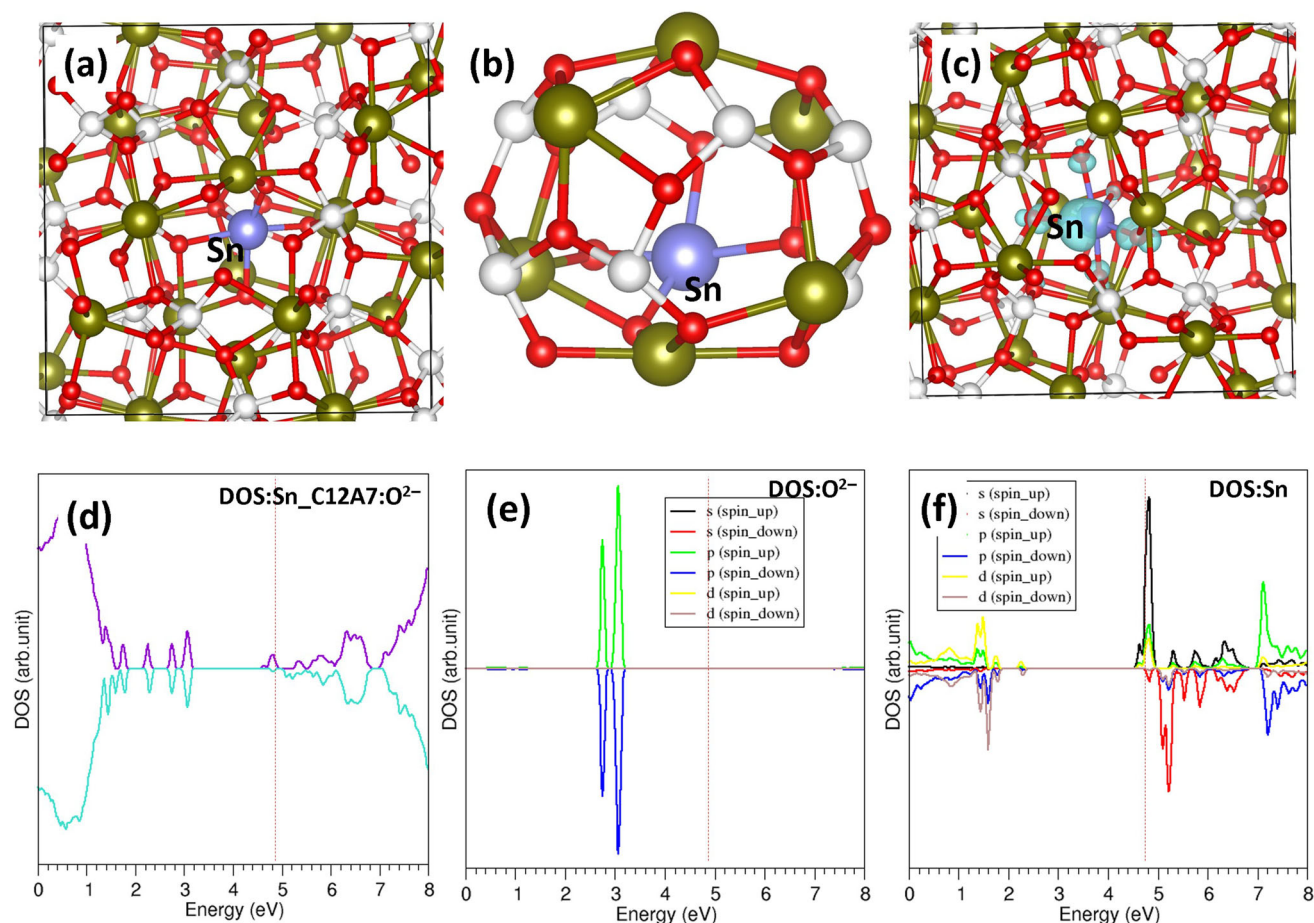 (a)
Sn
(b)
Sn
(c)
Sn
(d)
DOS:Sn_C12A7:O²⁻
DOS (arb.unit)
0 1 2 3 4 5 6 7 8
Energy (eV)
(e)
DOS:O²⁻
s (spin_up)
s (spin_down)
p (spin_up)
p (spin_down)
d (spin_up)
d (spin_down)
DOS (arb.unit)
0 1 2 3 4 5 6 7 8
Energy (eV)
(f)
DOS:Sn
s (spin_up)
s (spin_down)
p (spin_up)
p (spin_down)
d (spin_up)
d (spin_down)
DOS (arb.unit)
0 1 2 3 4 5 6 7 8
Energy (eV)